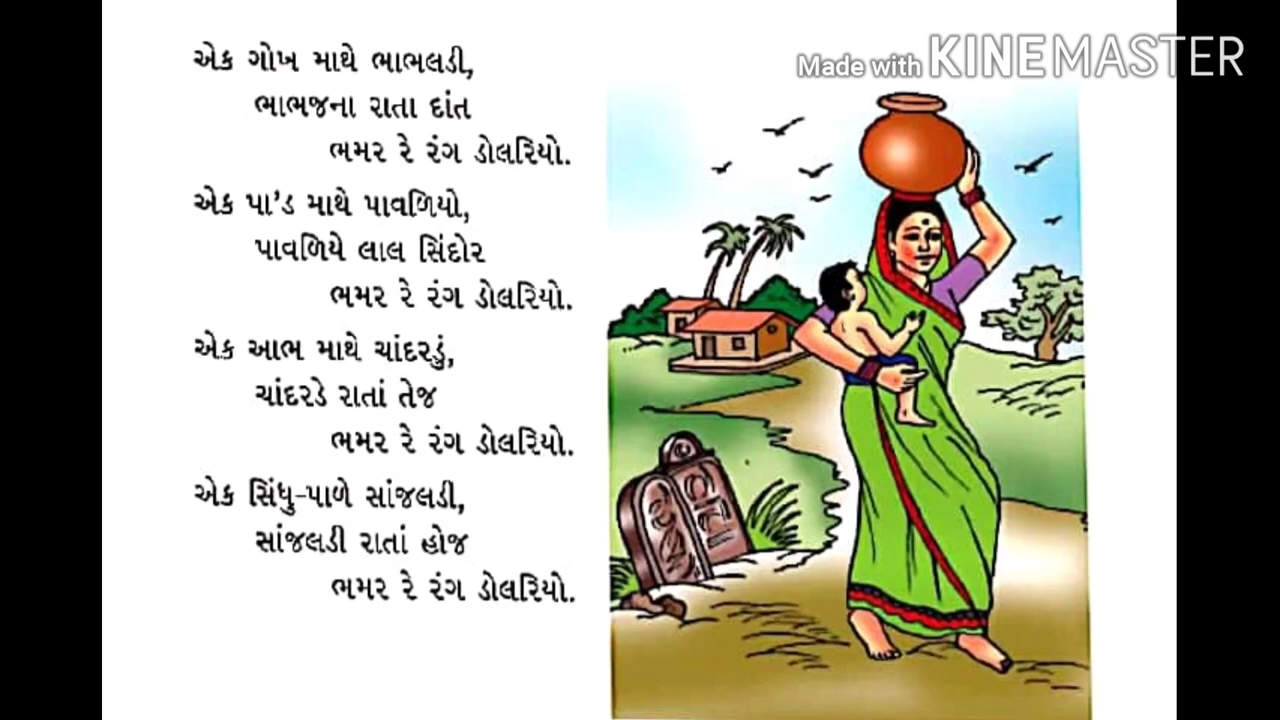 Made with KINEMASTER
એક ગોખ માથે ભાભલડી,
ભાભજના રાતા દાંત
ભમર રે રંગ ડોલરિયો.
એક પા'ડ માથે પાવળિયો,
પાવળિયે લાલ સિંદોર
ભમર રે રંગ ડોલરિયો.
એક આભ માથે ચાંદરડું,
ચાંદરડે રાતાં તેજ
ભમર રે રંગ ડોલરિયો.
એક સિંધુ-પાળે સાંજલડી,
સાંજલડી રાતાં હોજ
ભમર રે રંગ ડોલરિયો.